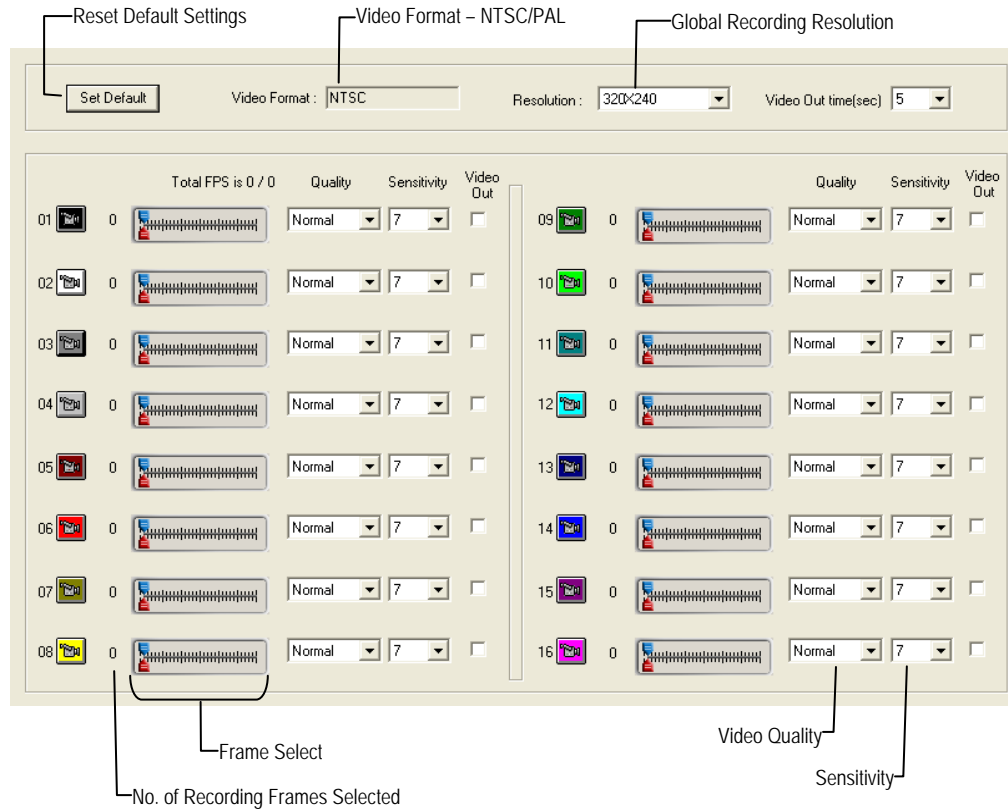 Reset Default Settings
Video Format – NTSC/PAL
Global Recording Resolution
Set Default
Video Format : NTSC
Resolution : 320X240
Video Out time(sec) 5
Total FPS is 0 / 0 Quality Sensitivity Video Out
Quality Sensitivity Video Out
01 0 Normal 7
09 0 Normal 7
02 0 Normal 7
10 0 Normal 7
03 0 Normal 7
11 0 Normal 7
04 0 Normal 7
12 0 Normal 7
05 0 Normal 7
13 0 Normal 7
06 0 Normal 7
14 0 Normal 7
07 0 Normal 7
15 0 Normal 7
08 0 Normal 7
16 0 Normal 7
Frame Select
Video Quality
Sensitivity
No. of Recording Frames Selected